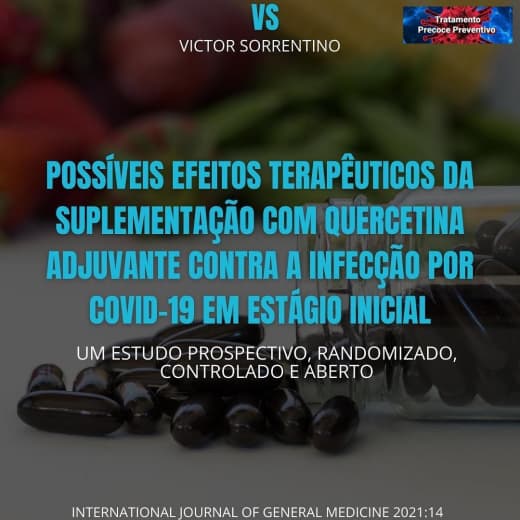 VS
VICTOR SORRENTINO
Tratamento
Precoce Preventivo
POSSÍVEIS EFEITOS TERAPÊUTICOS DA
SUPLEMENTAÇÃO COM QUERCETINA
ADJUVANTE CONTRA A INFECÇÃO POR
COVID-19 EM ESTÁGIO INICIAL
UM ESTUDO PROSPECTIVO, RANDOMIZADO,
CONTROLADO E ABERTO
INTERNATIONAL JOURNAL OF GENERAL MEDICINE 2021:14